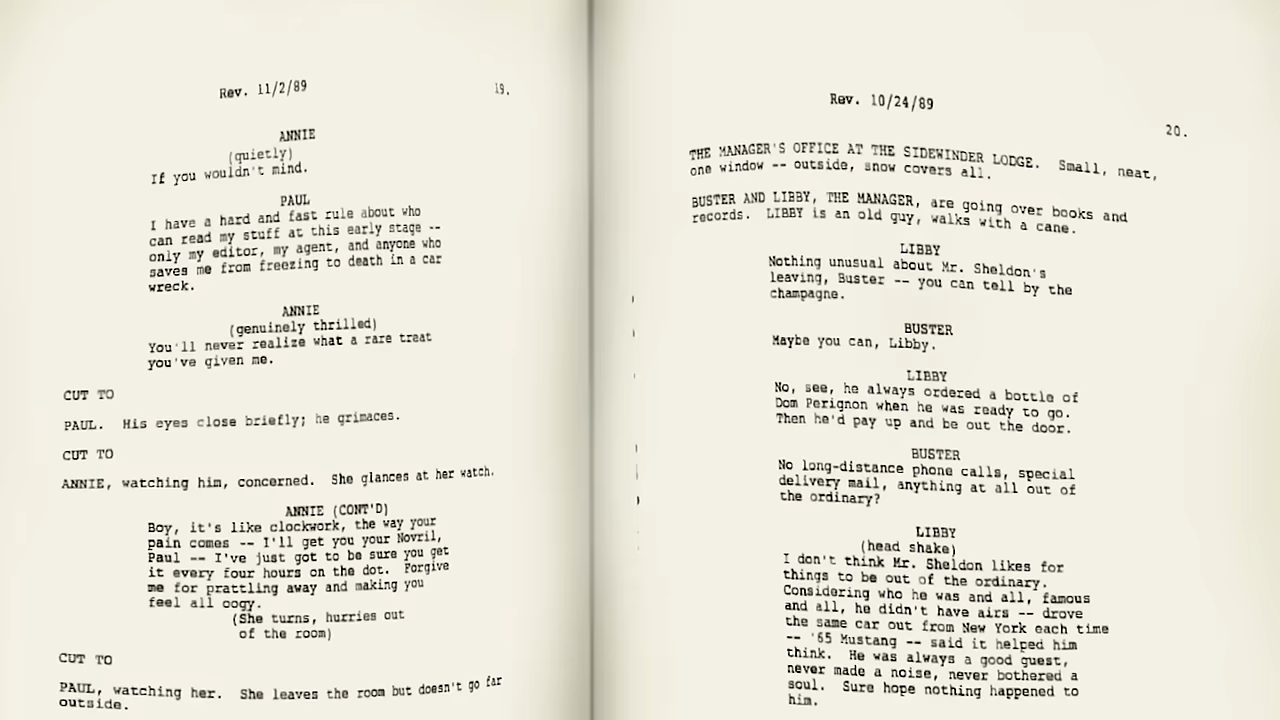 Rev. 11/2/89
19.
ANNIE
(quietly)
If you wouldn't mind.
PAUL
I have a hard and fast rule about who
can read my stuff at this early stage --
only my editor, my agent, and anyone who
saves me from freezing to death in a car
wreck.
ANNIE
(genuinely thrilled)
You'll never realize what a rare treat
you've given me.
CUT TO
PAUL. His eyes close briefly; he grimaces.
CUT TO
ANNIE, watching him, concerned. She glances at her watch.
ANNIE (CONT'D)
Boy, it's like clockwork, the way your
pain comes -- I'll get you your Novril,
Paul -- I've just got to be sure you get
it every four hours on the dot. Forgive
me for prattling away and making you
feel all oogy.
(She turns, hurries out
of the room)
CUT TO
PAUL, watching her. She leaves the room but doesn't go far
outside.
Rev. 10/24/89
20.
THE MANAGER'S OFFICE AT THE SIDEWINDER LODGE. Small, neat,
one window -- outside, snow covers all.
BUSTER AND LIBBY, THE MANAGER, are going over books and
records. LIBBY is an old guy, walks with a cane.
LIBBY
Nothing unusual about Mr. Sheldon's
leaving, Buster -- you can tell by the
champagne.
BUSTER
Maybe you can, Libby.
LIBBY
No, see, he always ordered a bottle of
Dom Perignon when he was ready to go.
Then he'd pay up and be out the door.
BUSTER
No long-distance phone calls, special
delivery mail, anything at all out of
the ordinary?
LIBBY
(head shake)
I don't think Mr. Sheldon likes for
things to be out of the ordinary.
Considering who he was and all, famous
and all, he didn't have airs -- drove
the same car out from New York each time
-- '65 Mustang -- said it helped him
think. He was always a good guest,
never made a noise, never bothered a
soul. Sure hope nothing happened to
him.